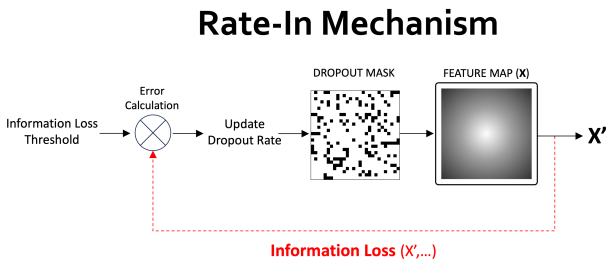 Rate-In Mechanism
Information Loss
Threshold
Error
Calculation
Update
Dropout Rate
DROPOUT MASK
FEATURE MAP (X)
X’
Information Loss (X’,...)